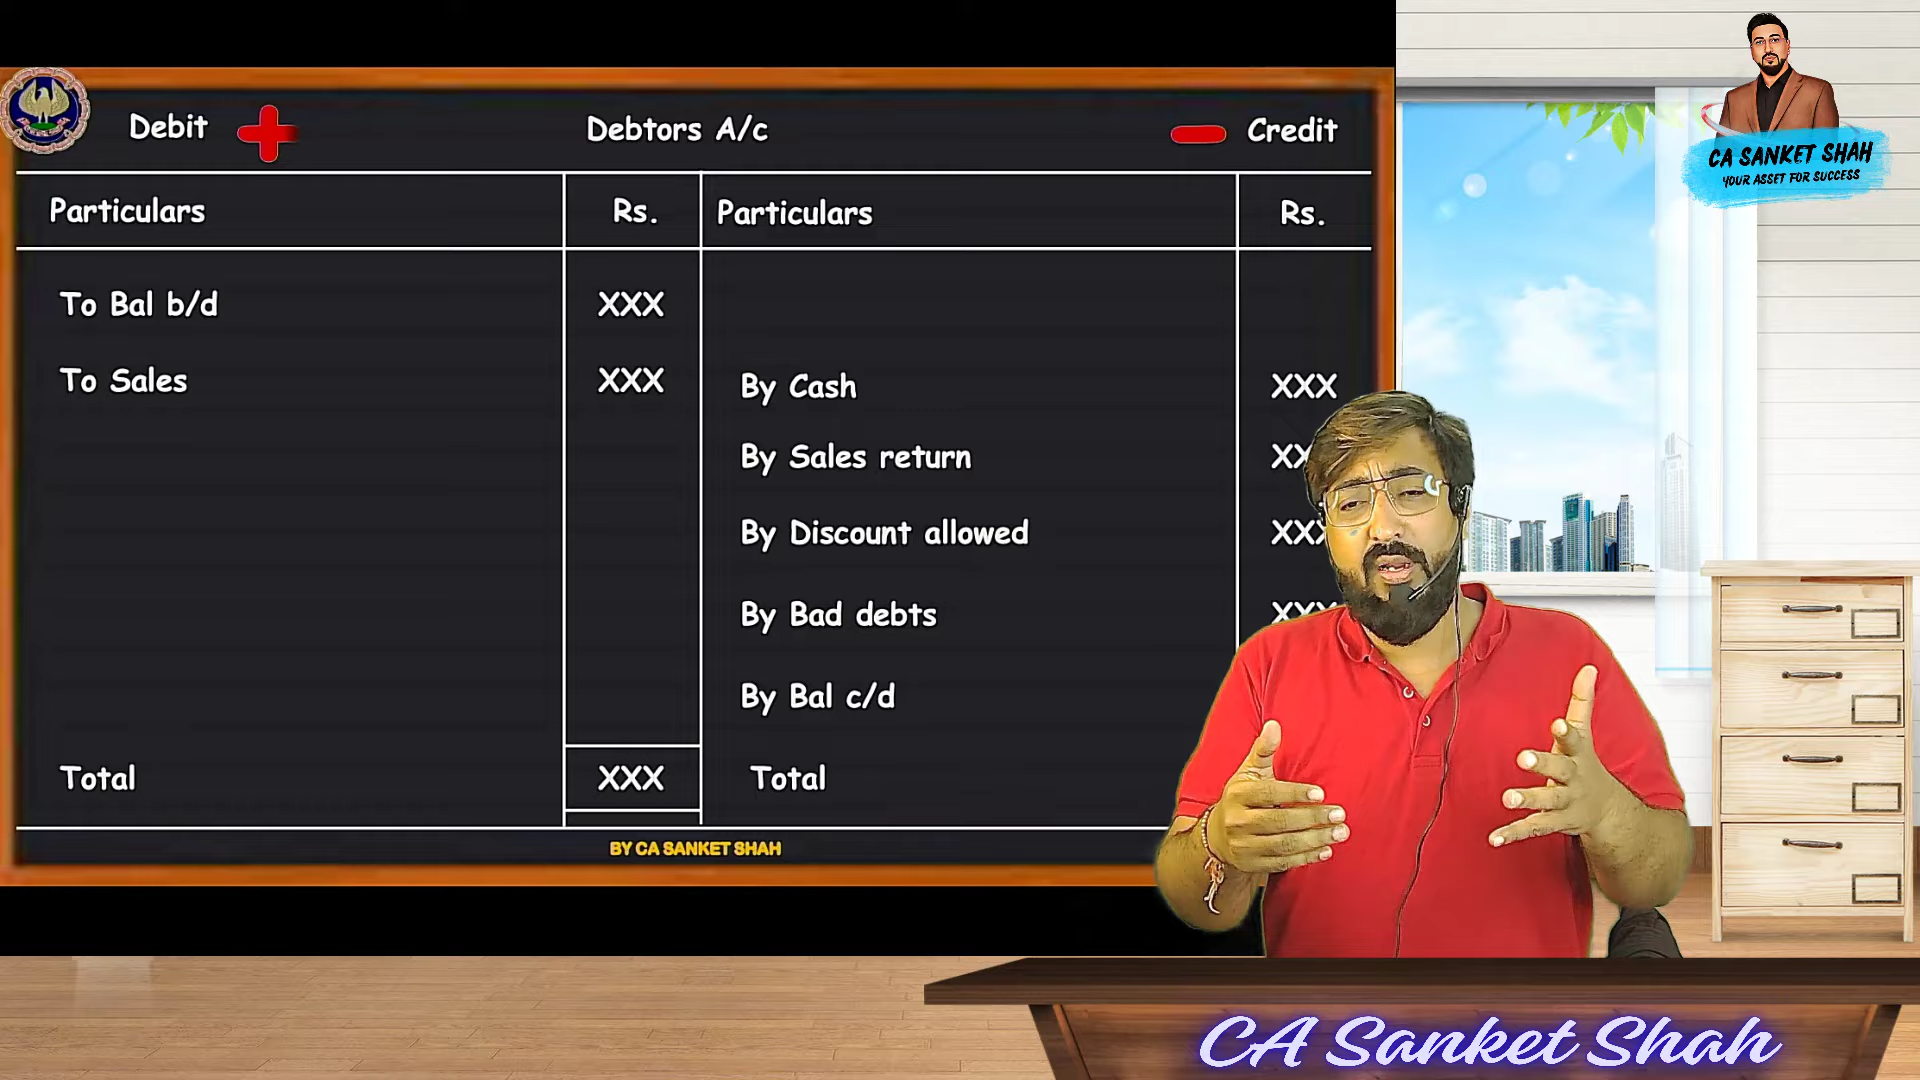 Debit
Debtors A/c
Credit
Particulars Rs. Particulars Rs.
To Bal b/d XXX
To Sales XXX By Cash XXX
By Sales return
By Discount allowed XXX
By Bad debts XXX
By Bal c/d
Total XXX Total
BY CA SANKET SHAH
CA SANKET SHAH
YOUR ASSET FOR SUCCESS
CA Sanket Shah